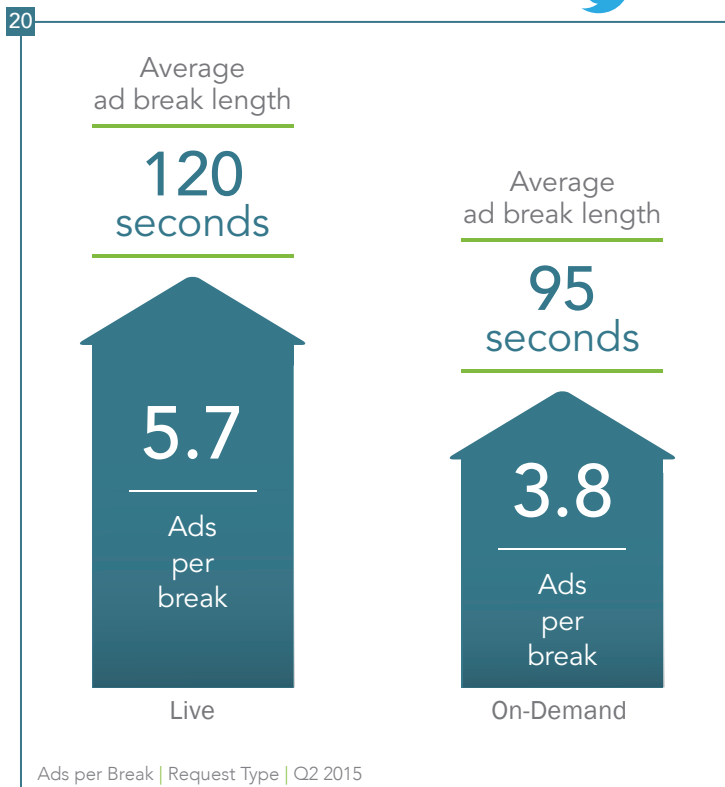 20
Average
ad break length
120
seconds
5.7
Ads
per
break
Live
Average
ad break length
95
seconds
3.8
Ads
per
break
On-Demand
Ads per Break | Request Type | Q2 2015